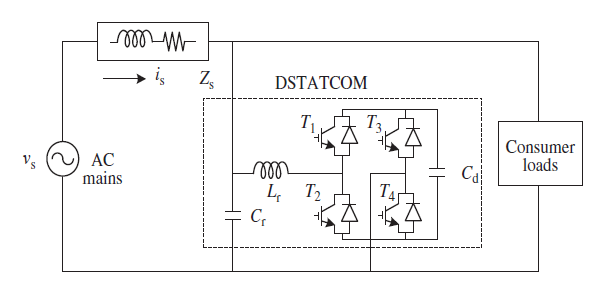 i_s
Z_s
DSTATCOM
T_1
T_3
Consumer
loads
v_s
AC
mains
L_r
T_2
T_4
C_d
C_r